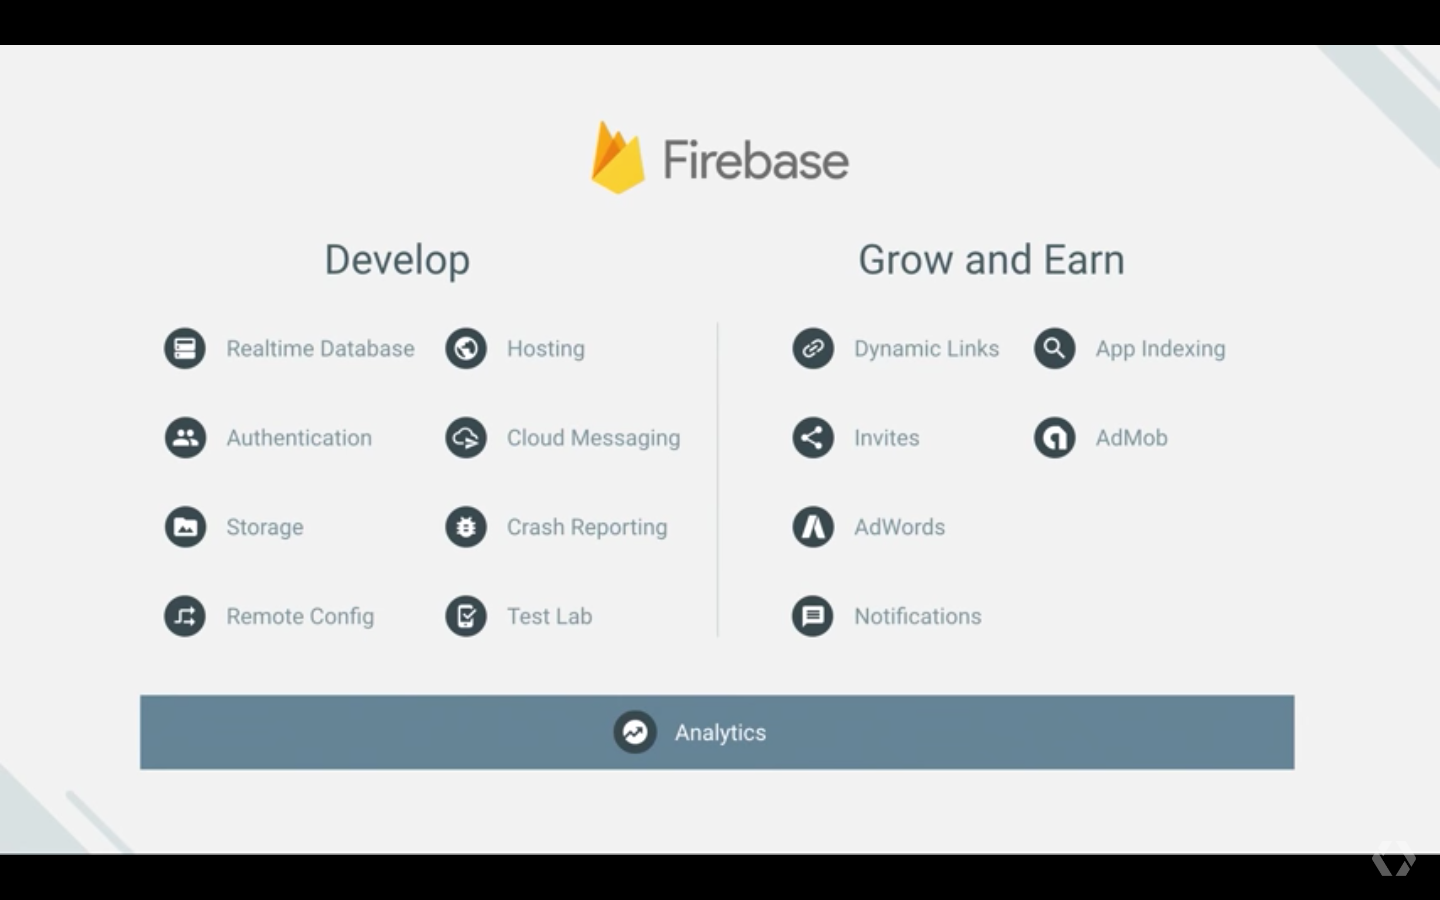 Firebase
Develop
Realtime Database
Hosting
Authentication
Cloud Messaging
Storage
Crash Reporting
Remote Config
Test Lab
Grow and Earn
Dynamic Links
App Indexing
Invites
AdMob
AdWords
Notifications
Analytics